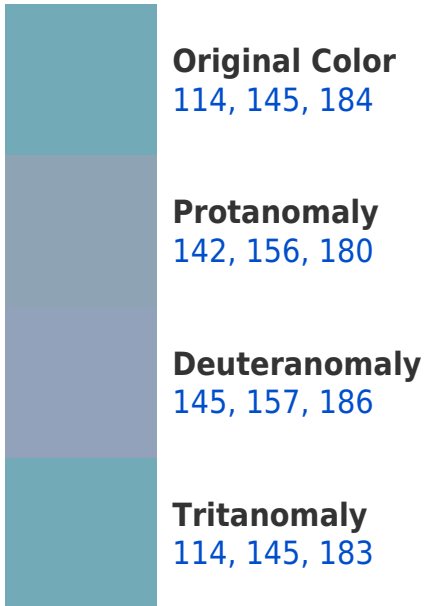 Original Color
114, 145, 184
Protanomaly
142, 156, 180
Deuteranomaly
145, 157, 186
Tritanomaly
114, 145, 183